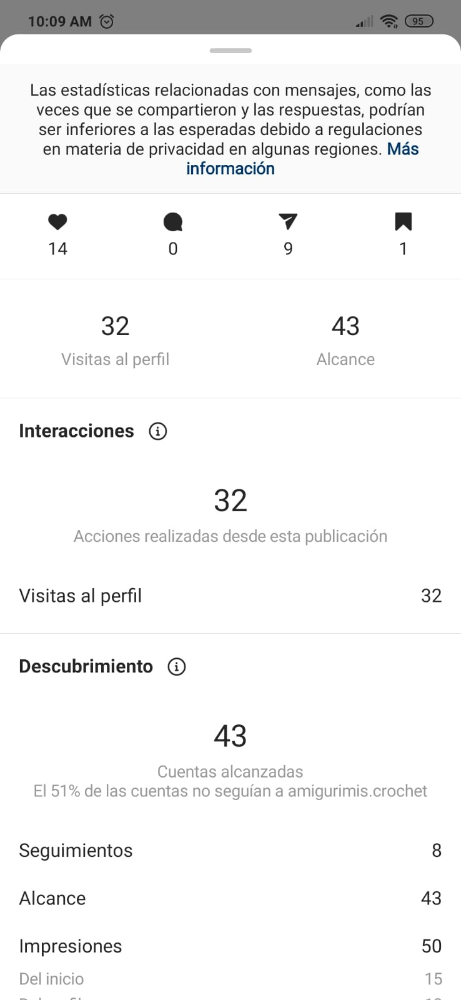 10:09 AM
95
Las estadísticas relacionadas con mensajes, como las
veces que se compartieron y las respuestas, podrían
ser inferiores a las esperadas debido a regulaciones
en materia de privacidad en algunas regiones. Más
información
14 0 9 1
32 43
Visitas al perfil Alcance
Interacciones
32
Acciones realizadas desde esta publicación
Visitas al perfil 32
Descubrimiento
43
Cuentas alcanzadas
El 51% de las cuentas no seguían a amigurimis.crochet
Seguimientos 8
Alcance 43
Impresiones 50
Del inicio 15